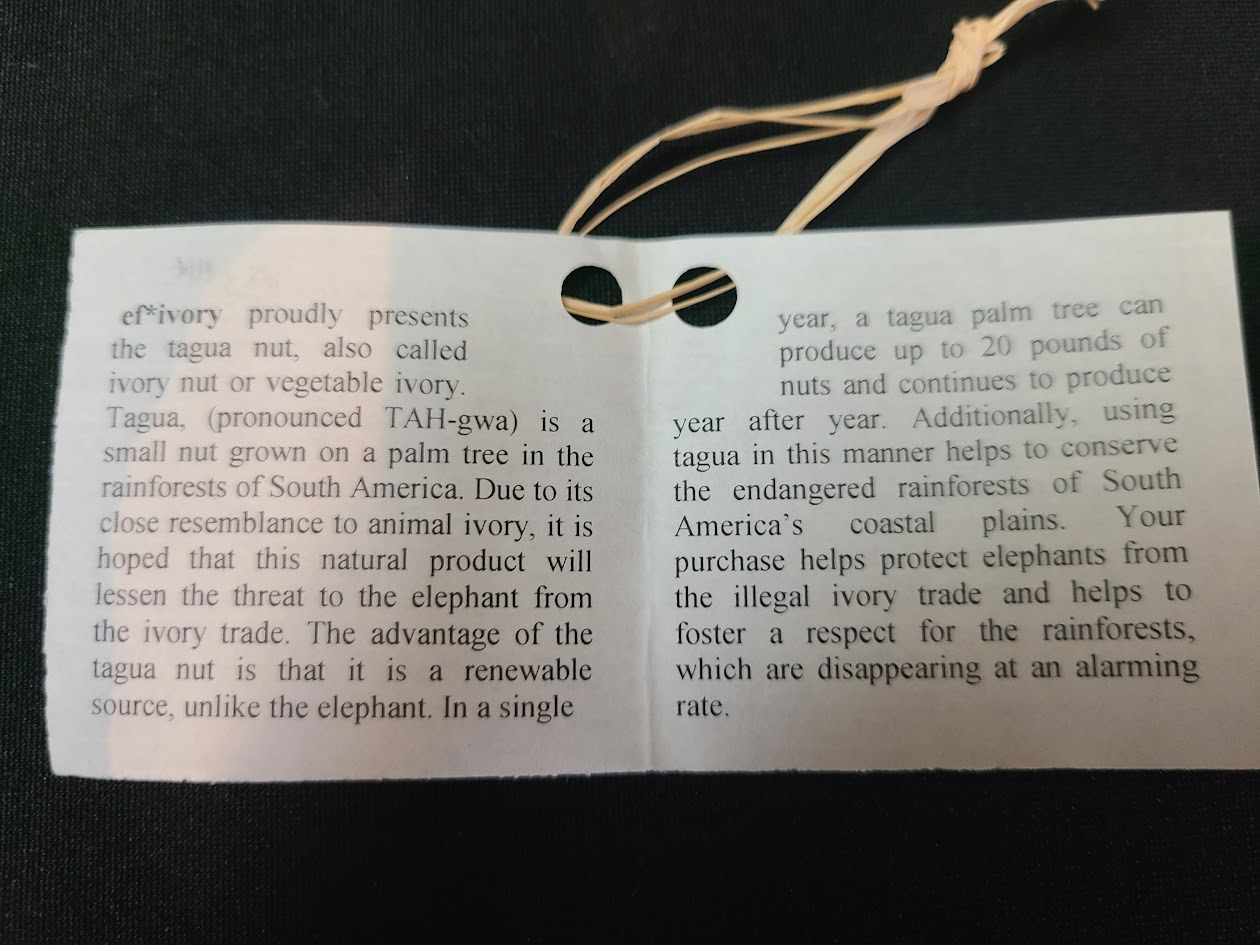 ef*ivory proudly presents
the tagua nut, also called
ivory nut or vegetable ivory.
Tagua, (pronounced TAH-gwa) is a
small nut grown on a palm tree in the
rainforests of South America. Due to its
close resemblance to animal ivory, it is
hoped that this natural product will
lessen the threat to the elephant from
the ivory trade. The advantage of the
tagua nut is that it is a renewable
source, unlike the elephant. In a single
year, a tagua palm tree can
produce up to 20 pounds of
nuts and continues to produce
year after year. Additionally, using
tagua in this manner helps to conserve
the endangered rainforests of South
America's coastal plains. Your
purchase helps protect elephants from
the illegal ivory trade and helps to
foster a respect for the rainforests,
which are disappearing at an alarming
rate.